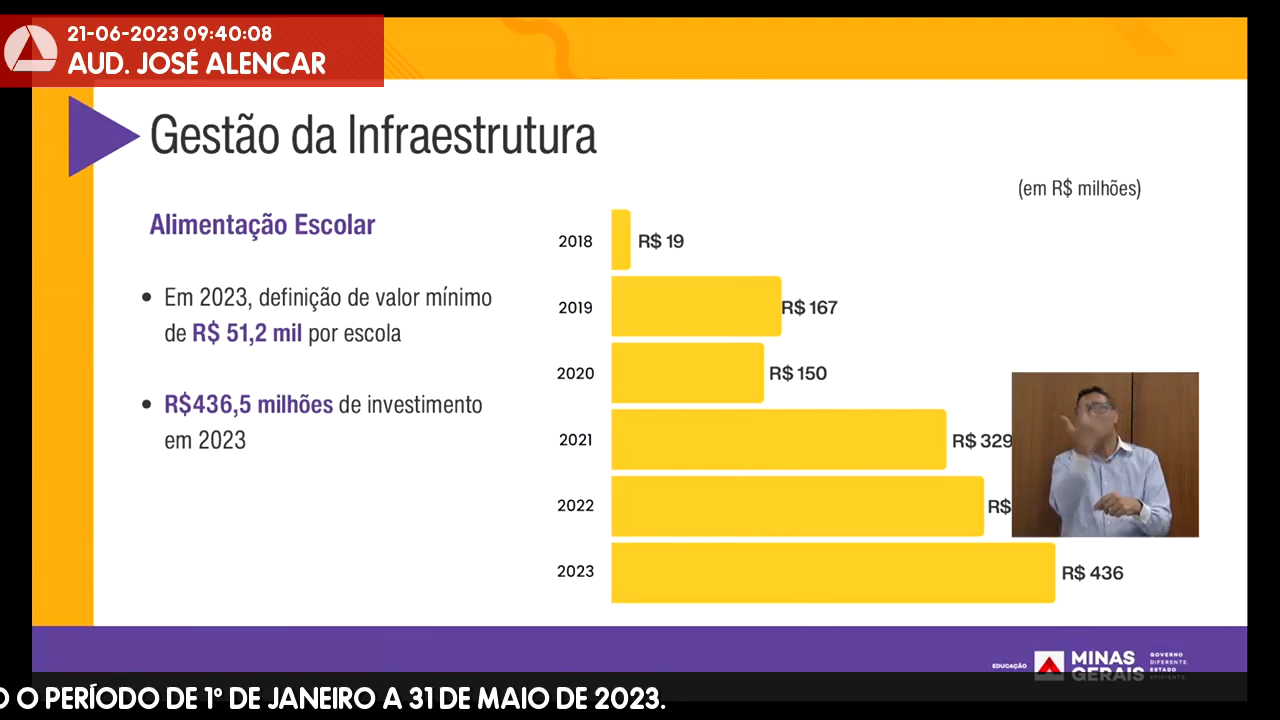 21-06-2023 09:40:08
AUD. JOSÉ ALENCAR
Gestão da Infraestrutura
(em R$ milhões)
Alimentação Escolar
• Em 2023, definição de valor mínimo
de R$ 51,2 mil por escola
• R$436,5 milhões de investimento
em 2023
2018 R$ 19
2019 R$ 167
2020 R$ 150
2021 R$ 329
2022 R$
2023 R$ 436
EDUCAÇÃO
MINAS
GERAIS
GOVERNO
DIFERENTE.
ESTADO
EFICIENTE.
O PERÍODO DE 1º DE JANEIRO A 31 DE MAIO DE 2023.